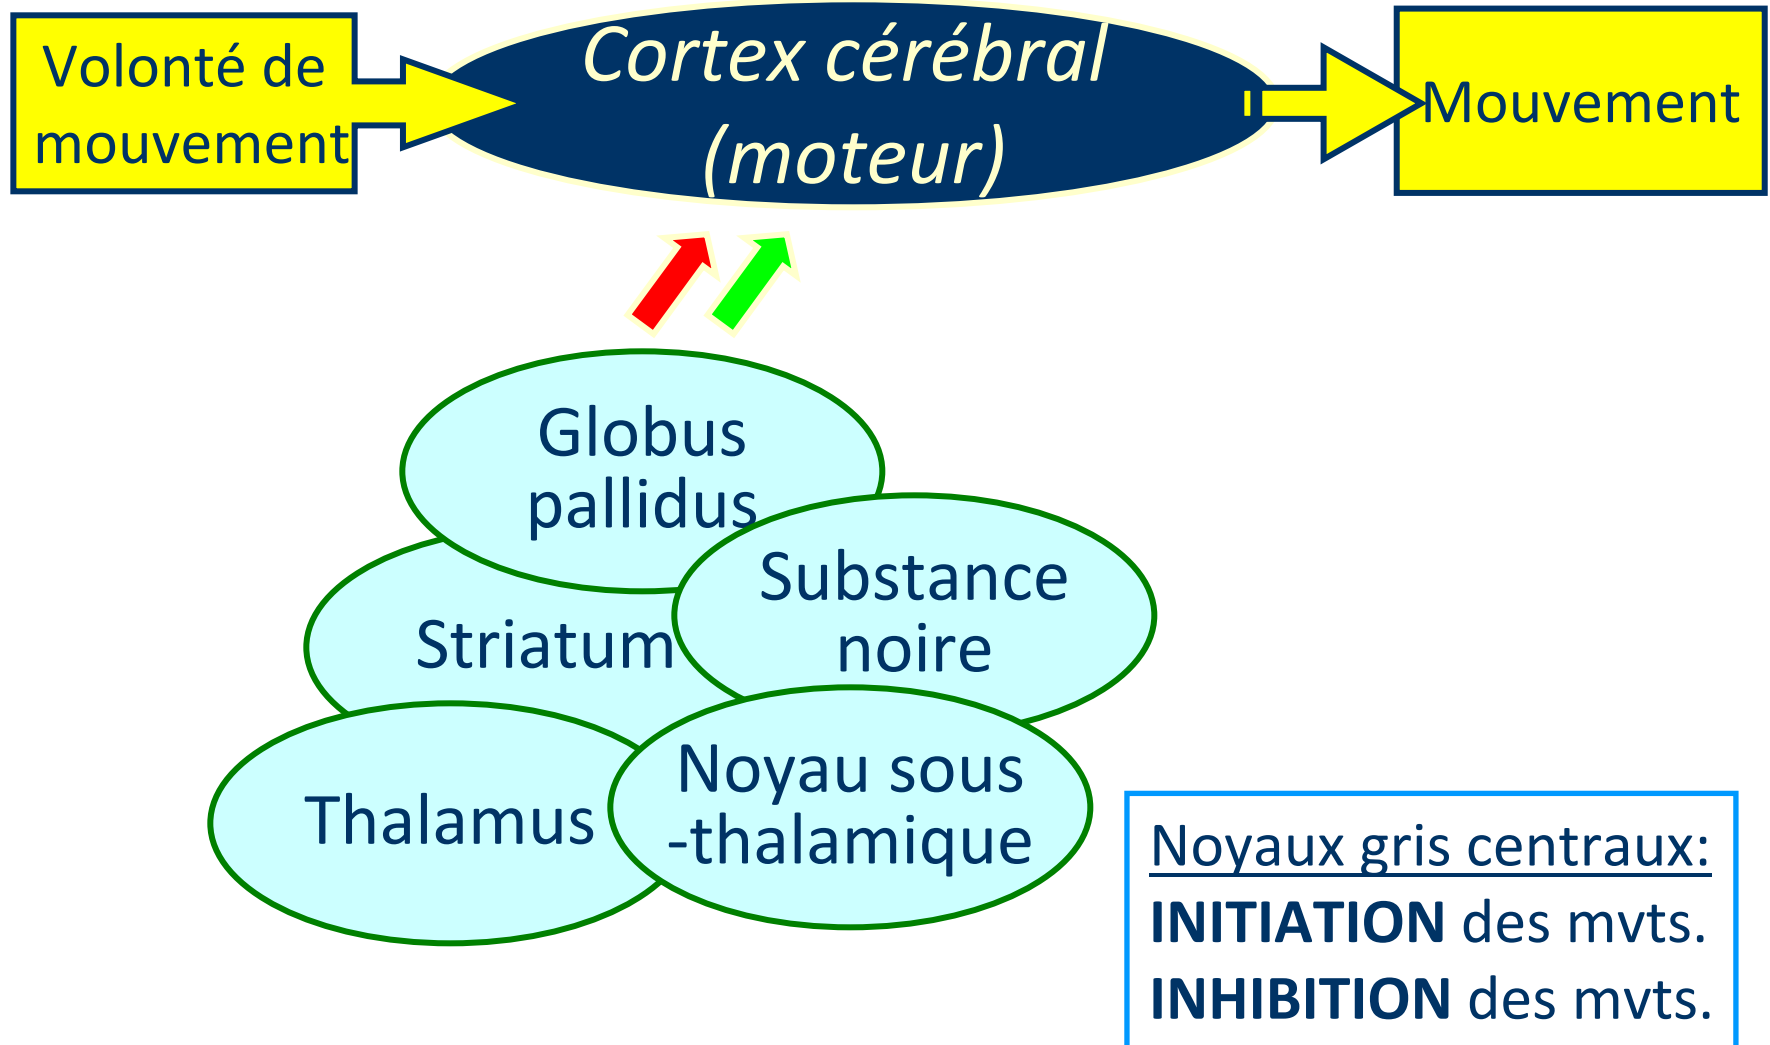 Volonté de
mouvement
Cortex cérébral
(moteur)
Mouvement
Globus
pallidus
Substance
noire
Striatum
Noyau sous
-thalamique
Thalamus
Noyaux gris centraux:
INITIATION des mvts.
INHIBITION des mvts.